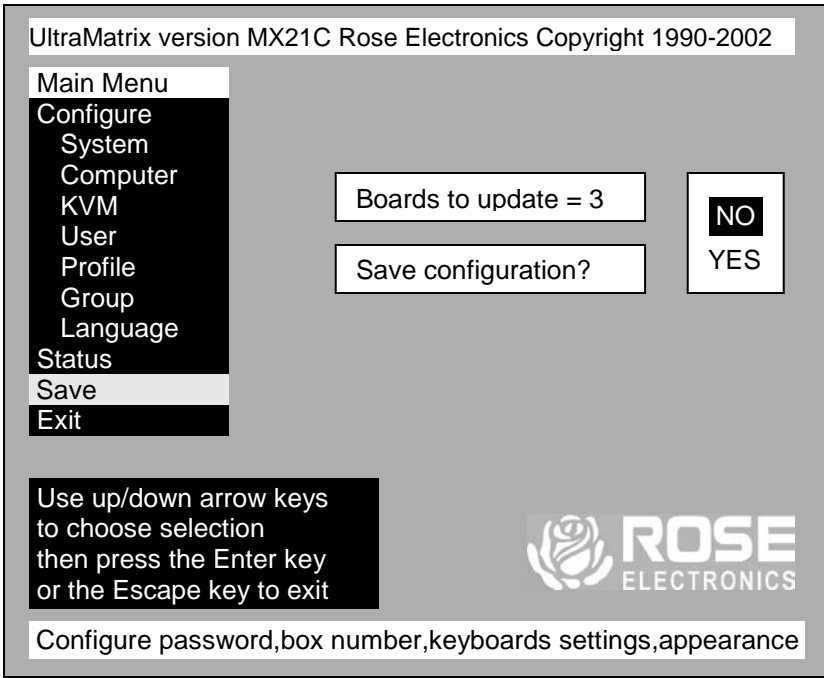 UltraMatrix version MX21C Rose Electronics Copyright 1990-2002
Main Menu
Configure
System
Computer
KVM
User
Profile
Group
Language
Status
Save
Exit
Boards to update = 3
Save configuration?
NO
YES
Use up/down arrow keys
to choose selection
then press the Enter key
or the Escape key to exit
ROSE
ELECTRONICS
Configure password,box number,keyboards settings,appearance